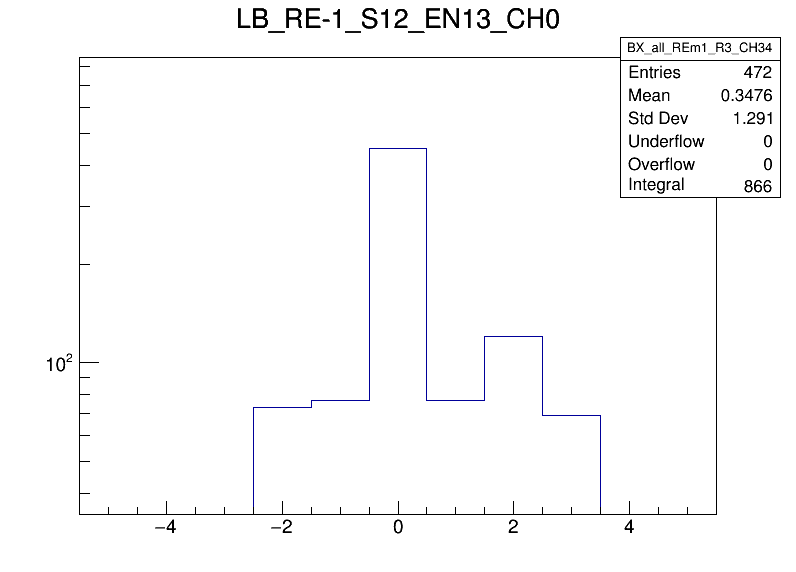 LB_RE-1_S12_EN13_CH0
BX_all_REm1_R3_CH34
Entries 472
Mean 0.3476
Std Dev 1.291
Underflow 0
Overflow 0
Integral 866
10²
−4 −2 0 2 4